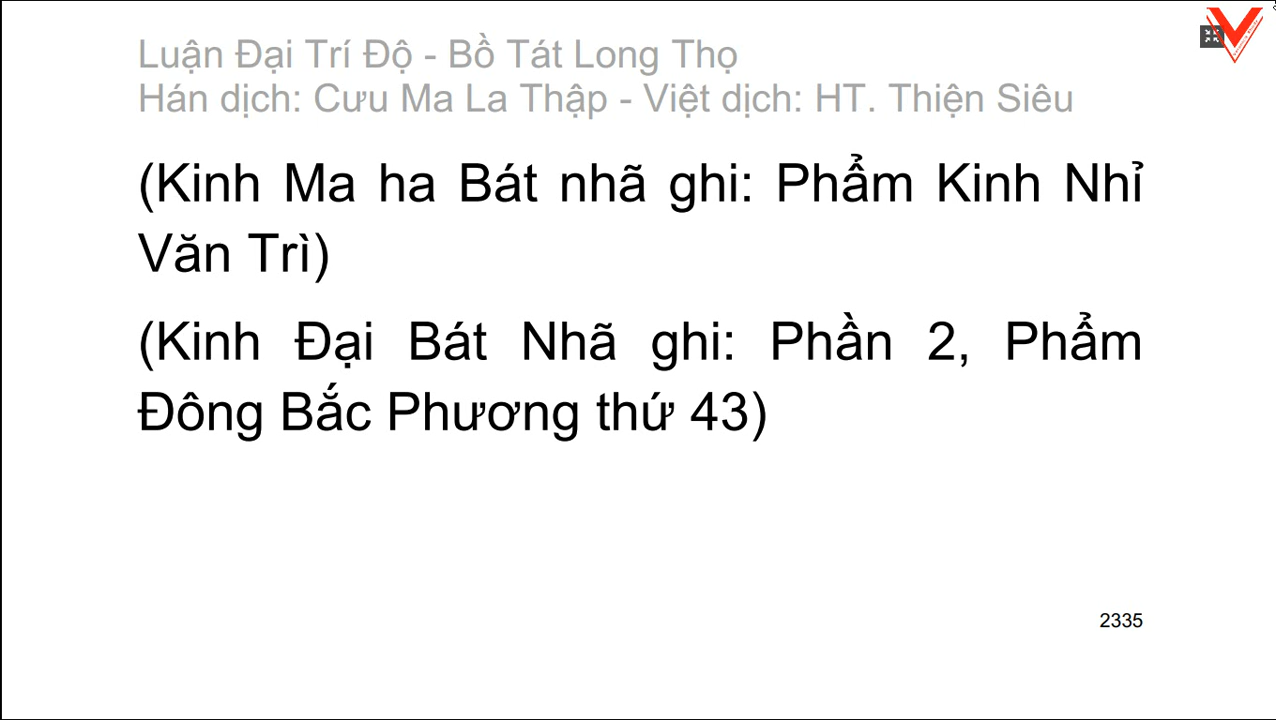 Luận Đại Trí Độ - Bồ Tát Long Thọ
Hán dịch: Cưu Ma La Thập - Việt dịch: HT. Thiện Siêu
(Kinh Ma ha Bát nhã ghi: Phẩm Kinh Nhỉ
Văn Trì)
(Kinh Đại Bát Nhã ghi: Phần 2, Phẩm
Đông Bắc Phương thứ 43)
2335